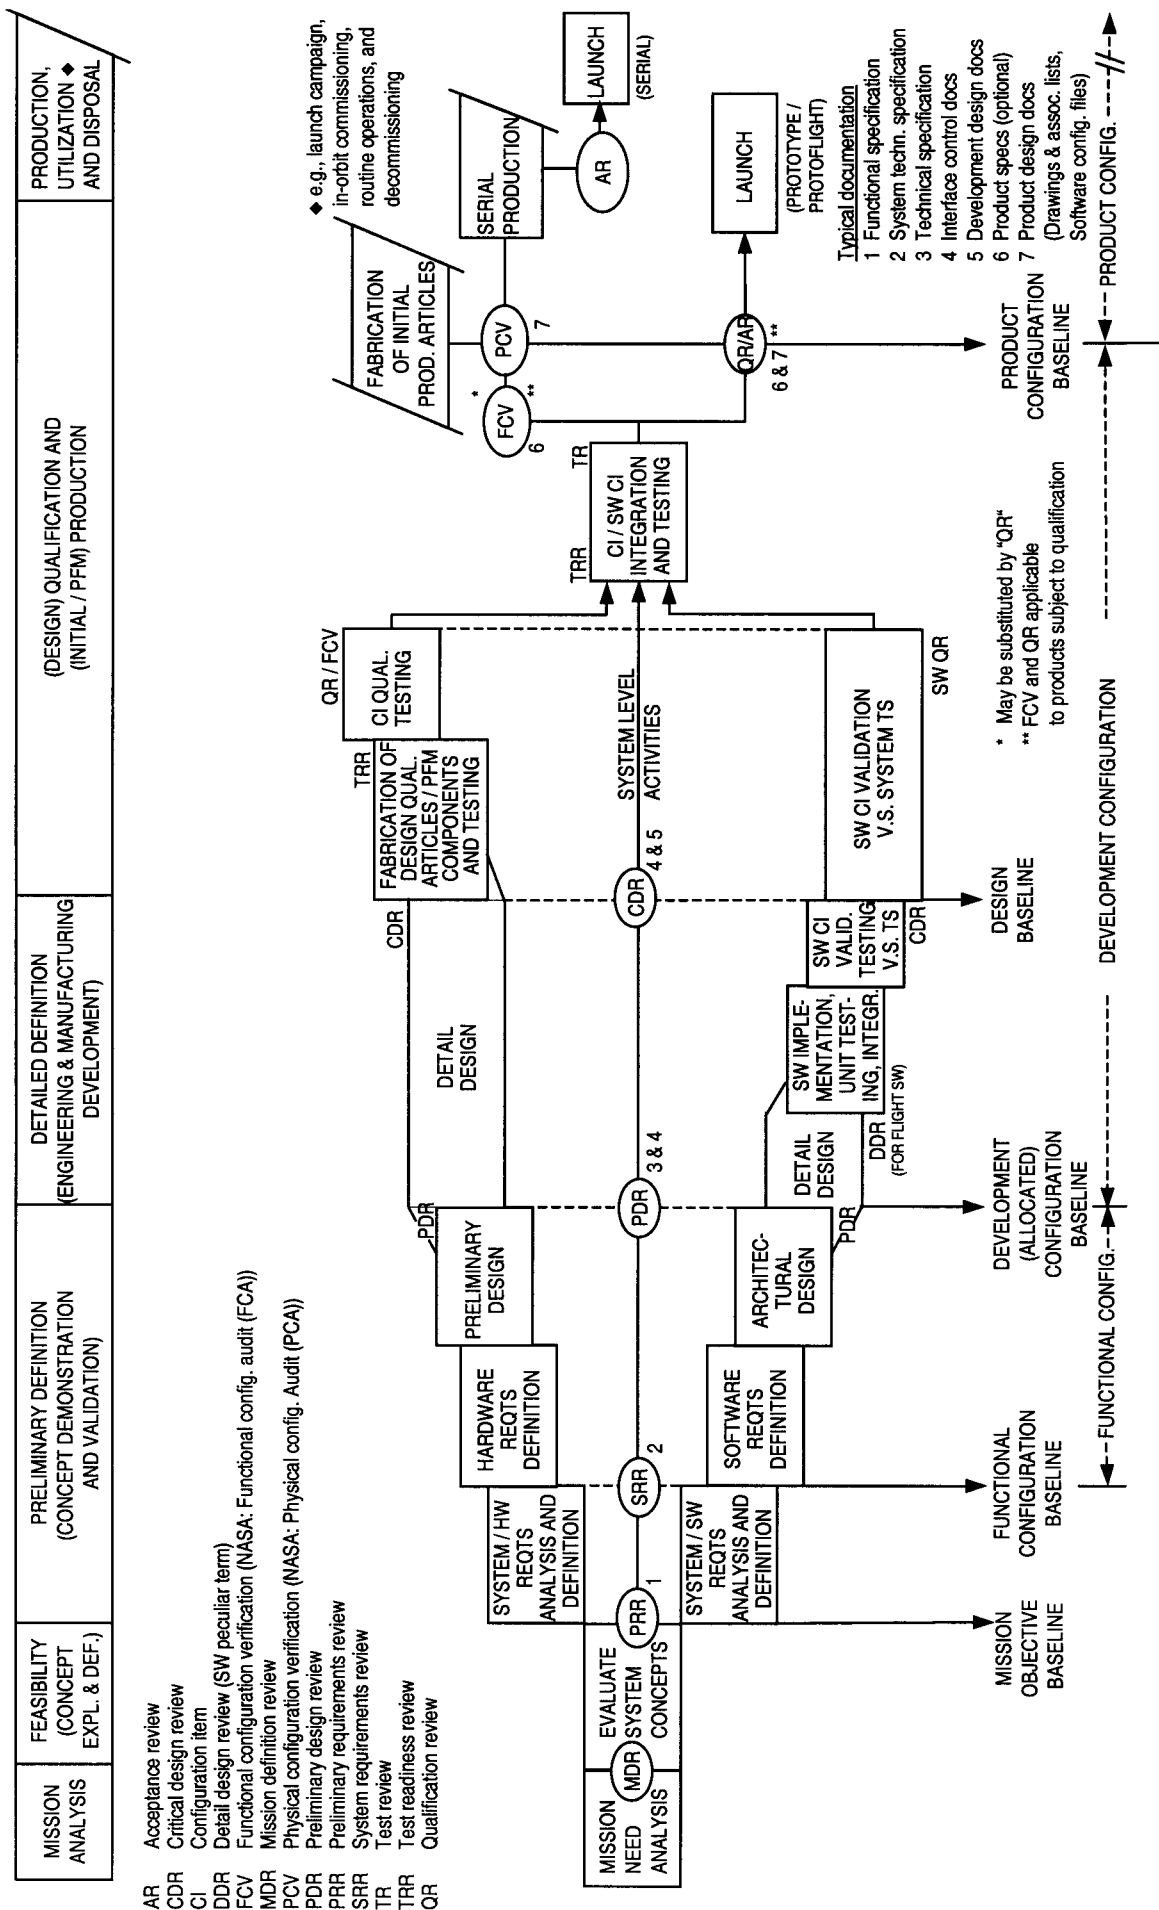 MISSION
ANALYSIS
FEASIBILITY
(CONCEPT
EXPL. & DEF.)
PRELIMINARY DEFINITION
(CONCEPT DEMONSTRATION
AND VALIDATION)
DETAILED DEFINITION
(ENGINEERING & MANUFACTURING
DEVELOPMENT)
(DESIGN) QUALIFICATION AND
(INITIAL / PFM) PRODUCTION
PRODUCTION,
UTILIZATION ◆
AND DISPOSAL
AR Acceptance review
CDR Critical design review
CI Configuration item
DDR Detail design review (SW peculiar term)
FCV Functional configuration verification (NASA: Functional config. audit (FCA))
MDR Mission definition review
PCV Physical configuration verification (NASA: Physical config. Audit (PCA))
PDR Preliminary design review
PRR Preliminary requirements review
SRR System requirements review
TR Test review
TRR Test readiness review
QR Qualification review
◆ e.g., launch campaign,
in-orbit commissioning,
routine operations, and
decommissioning
QR / FCV
CI QUAL.
TESTING
TRR
FABRICATION OF
DESIGN QUAL.
ARTICLES / PFM
COMPONENTS
AND TESTING
CDR
DETAIL
DESIGN
PDR
PRELIMINARY
DESIGN
HARDWARE
REQTS
DEFINITION
SYSTEM / HW
REQTS
ANALYSIS AND
DEFINITION
FABRICATION
OF INITIAL
PROD. ARTICLES
SERIAL
PRODUCTION
LAUNCH
(SERIAL)
AR
PCV
7
*
FCV
**
6
MISSION
NEED
ANALYSIS
MDR
EVALUATE
SYSTEM
CONCEPTS
PRR
1
SRR
2
PDR
3 & 4
CDR
4 & 5
SYSTEM LEVEL
ACTIVITIES
TRR
TR
CI / SW CI
INTEGRATION
AND TESTING
QR/AR
**
6 & 7
LAUNCH
(PROTOTYPE /
PROTOFLIGHT)
SYSTEM / SW
REQTS
ANALYSIS AND
DEFINITION
SOFTWARE
REQTS
DEFINITION
ARCHITEC-
TURAL
DESIGN
PDR
DETAIL
DESIGN
DDR
(FOR FLIGHT SW)
SW IMPLE-
MENTATION,
UNIT TEST-
ING, INTEGR.
SW CI
VALID.
TESTING
V.S. TS
CDR
SW CI VALIDATION
V.S. SYSTEM TS
SW QR
Typical documentation
1 Functional specification
2 System techn. specification
3 Technical specification
4 Interface control docs
5 Development design docs
6 Product specs (optional)
7 Product design docs
(Drawings & assoc. lists,
Software config. files)
* May be substituted by "QR"
** FCV and QR applicable
to products subject to qualification
MISSION
OBJECTIVE
BASELINE
FUNCTIONAL
CONFIGURATION
BASELINE
DEVELOPMENT
(ALLOCATED)
CONFIGURATION
BASELINE
DESIGN
BASELINE
PRODUCT
CONFIGURATION
BASELINE
FUNCTIONAL CONFIG.
DEVELOPMENT CONFIGURATION
PRODUCT CONFIG.